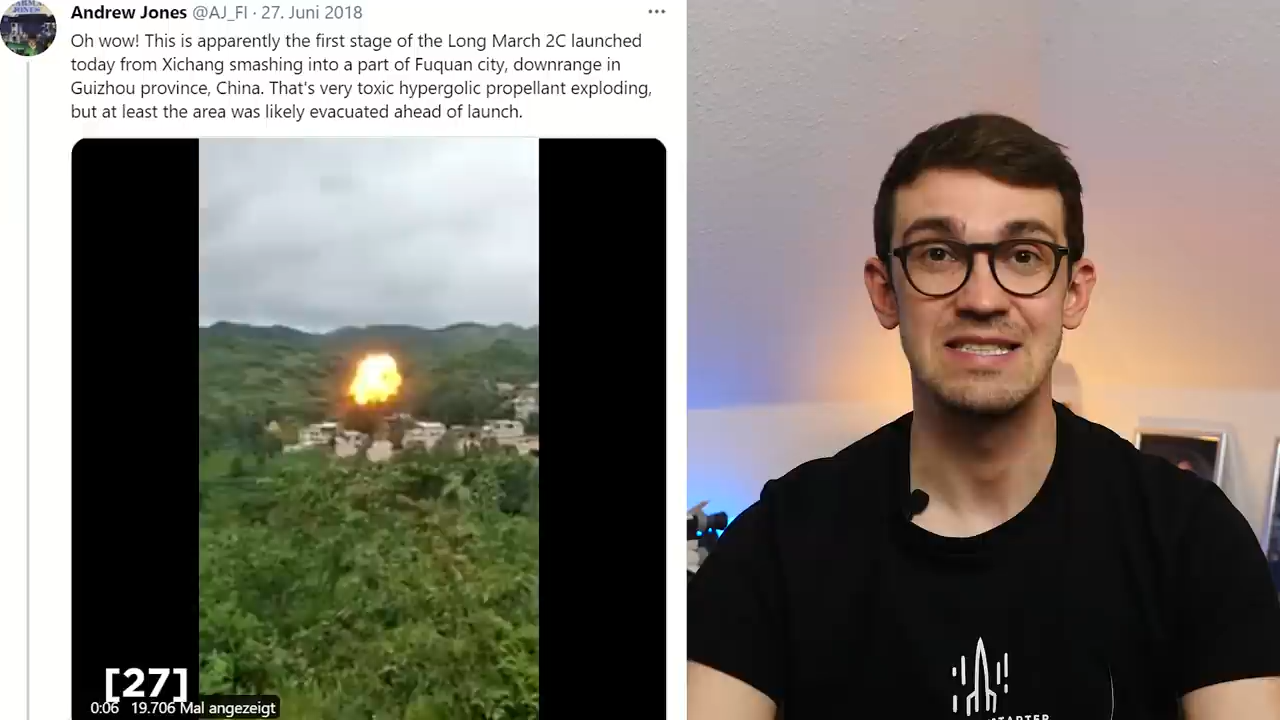 Andrew Jones @AJ_FI · 27. Juni 2018
Oh wow! This is apparently the first stage of the Long March 2C launched
today from Xichang smashing into a part of Fuquan city, downrange in
Guizhou province, China. That's very toxic hypergolic propellant exploding,
but at least the area was likely evacuated ahead of launch.
[27]
0:06 19.706 Mal angezeigt